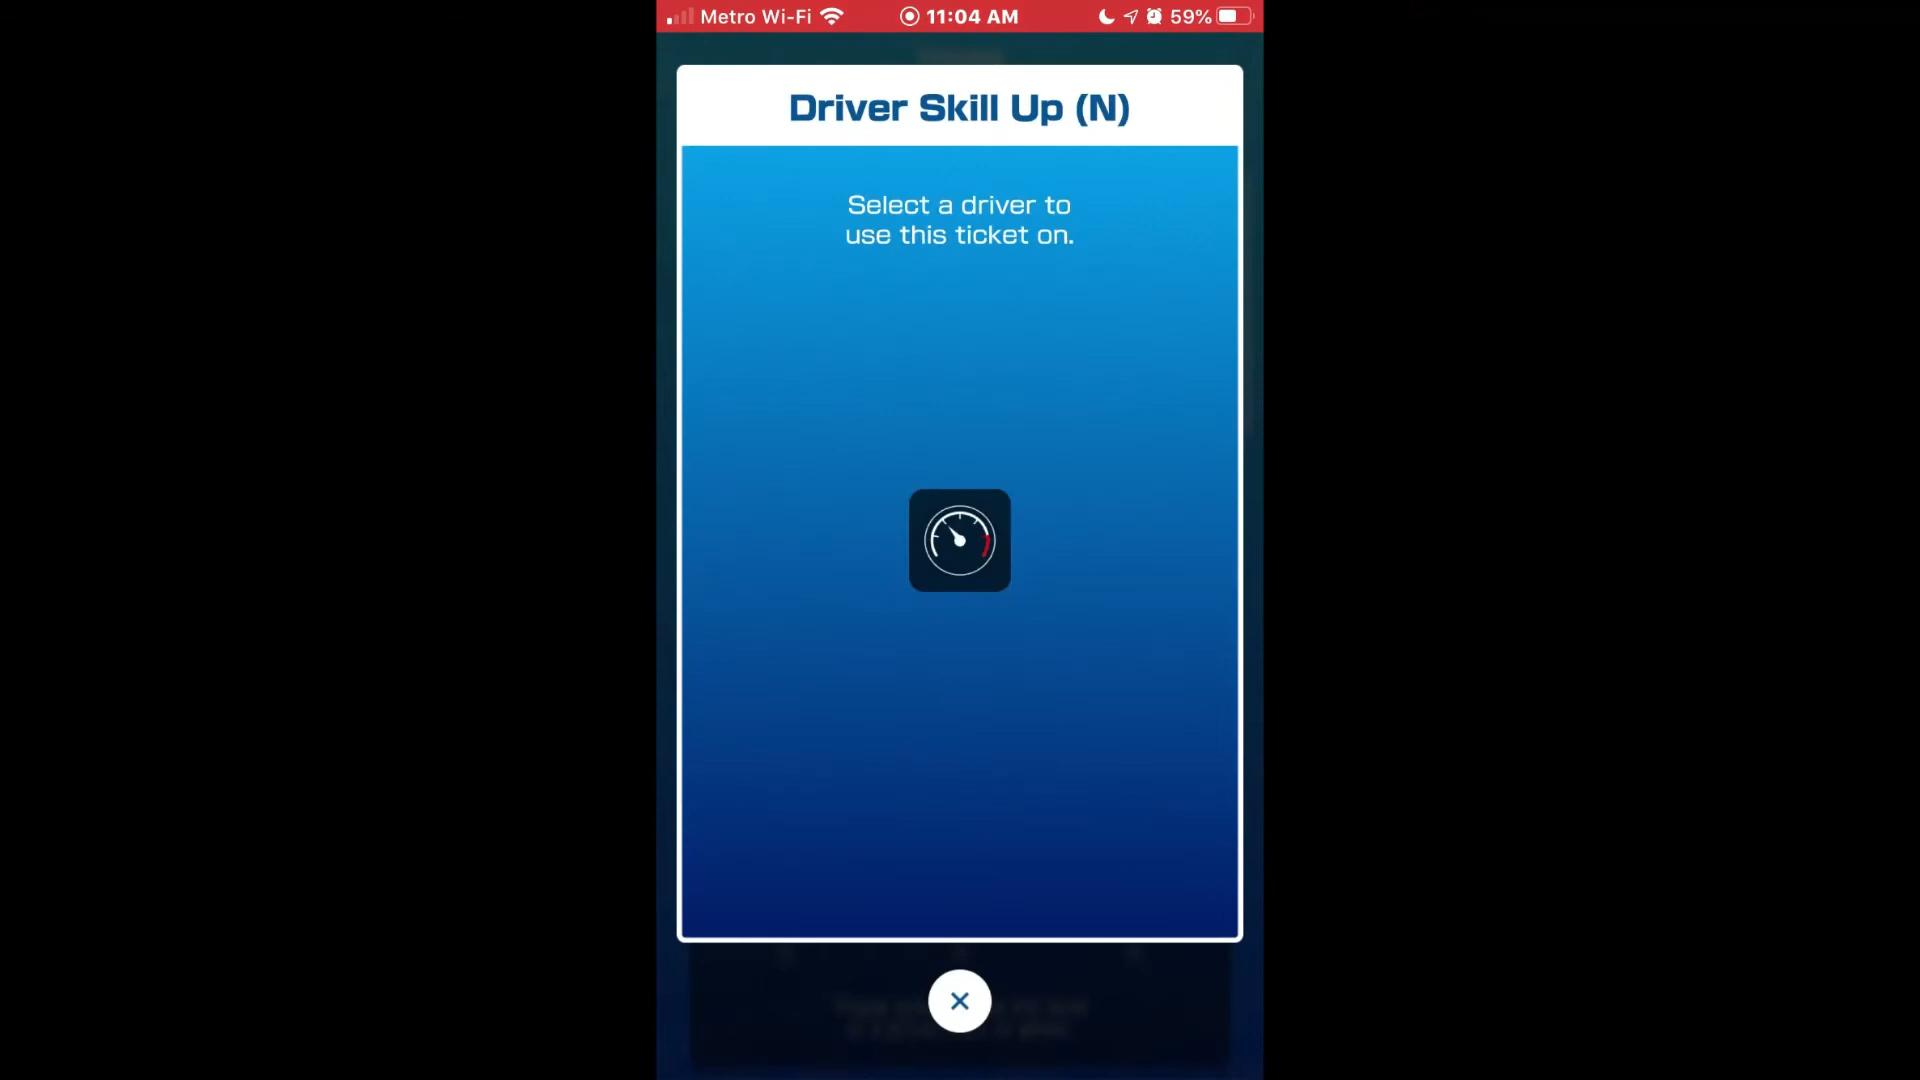 Metro Wi-Fi 11:04 AM 59%
Driver Skill Up (N)
Select a driver to
use this ticket on.